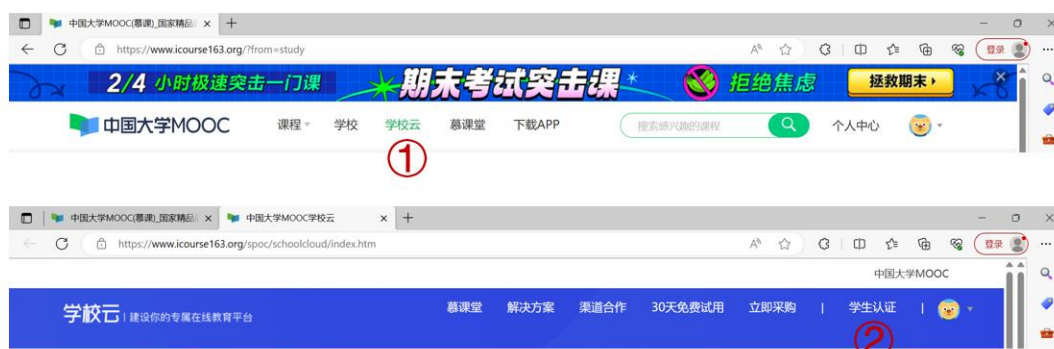 中国大学MOOC(慕课)_国家精品
https://www.icourse163.org/?from=study
登录
2/4 小时极速突击一门课
期末考试突击课
拒绝焦虑
拯救期末
中国大学MOOC
课程
学校
学校云
慕课堂
下载APP
搜索感兴趣的课程
个人中心
①
中国大学MOOC(慕课)_国家精品
中国大学MOOC学校云
https://www.icourse163.org/spoc/schoolcloud/index.htm
登录
中国大学MOOC
学校云 | 建设你的专属在线教育平台
慕课堂
解决方案
渠道合作
30天免费试用
立即采购
学生认证
②